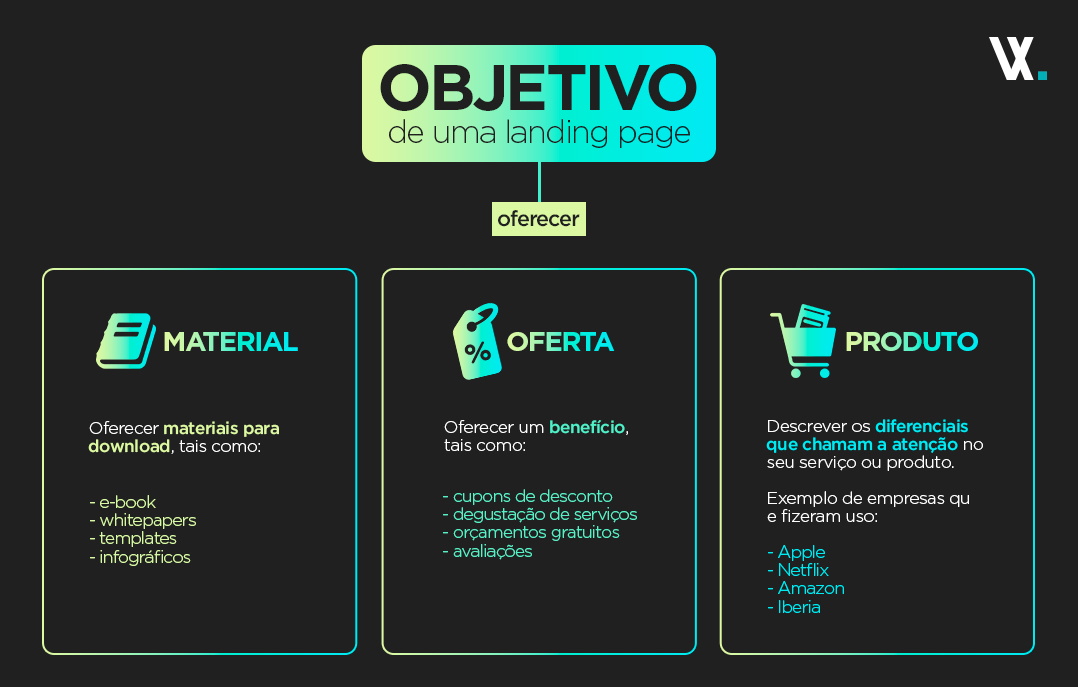 VX.
OBJETIVO
de uma landing page
oferecer
MATERIAL
Oferecer materiais para
download, tais como:
- e-book
- whitepapers
- templates
- infográficos
%
OFERTA
Oferecer um benefício,
tais como:
- cupons de desconto
- degustação de serviços
- orçamentos gratuitos
- avaliações
PRODUTO
Descrever os diferenciais
que chamam a atenção no
seu serviço ou produto.
Exemplo de empresas qu
e fizeram uso:
- Apple
- Netflix
- Amazon
- Iberia